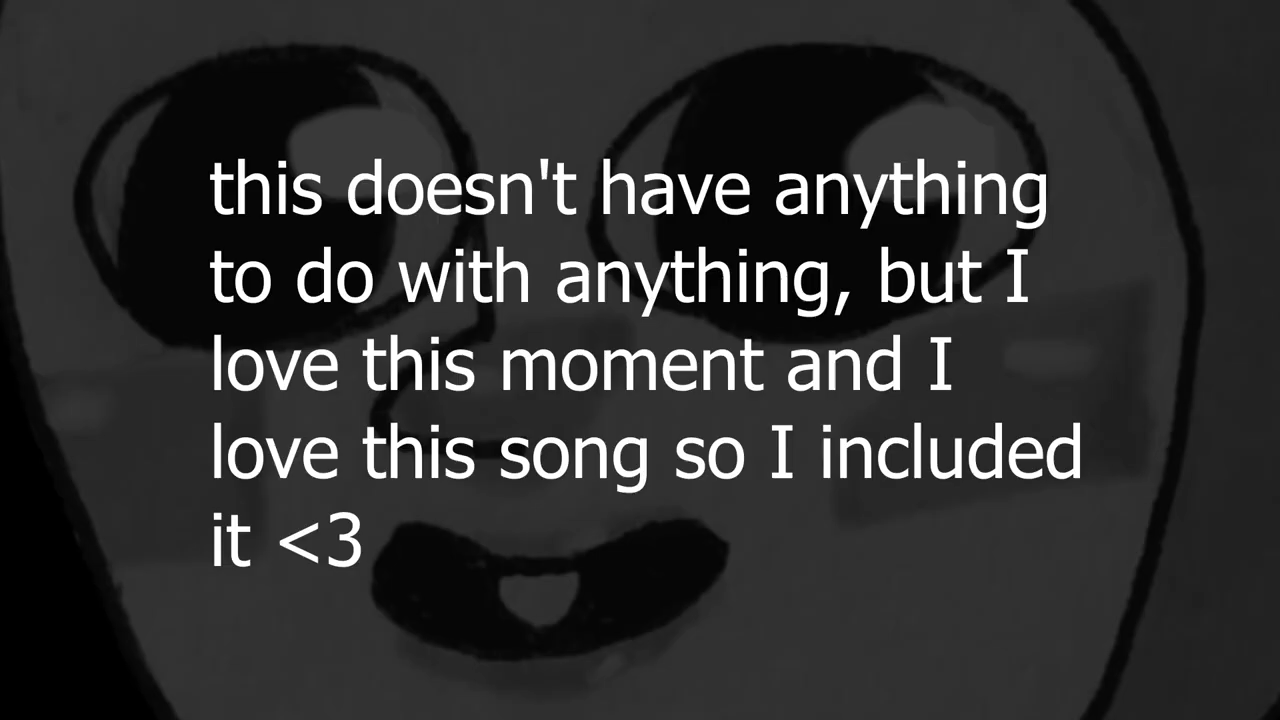 this doesn't have anything
to do with anything, but I
love this moment and I
love this song so I included
it <3